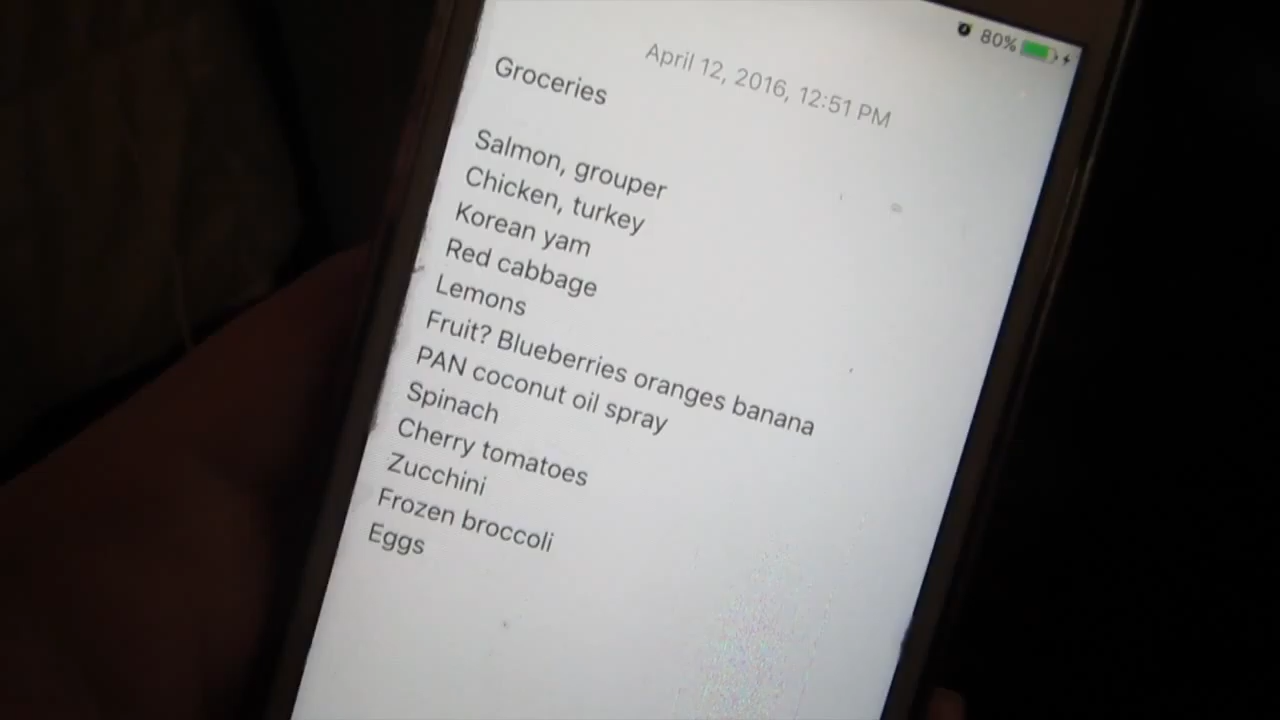 80%
April 12, 2016, 12:51 PM
Groceries
Salmon, grouper
Chicken, turkey
Korean yam
Red cabbage
Lemons
Fruit? Blueberries oranges banana
PAN coconut oil spray
Spinach
Cherry tomatoes
Zucchini
Frozen broccoli
Eggs